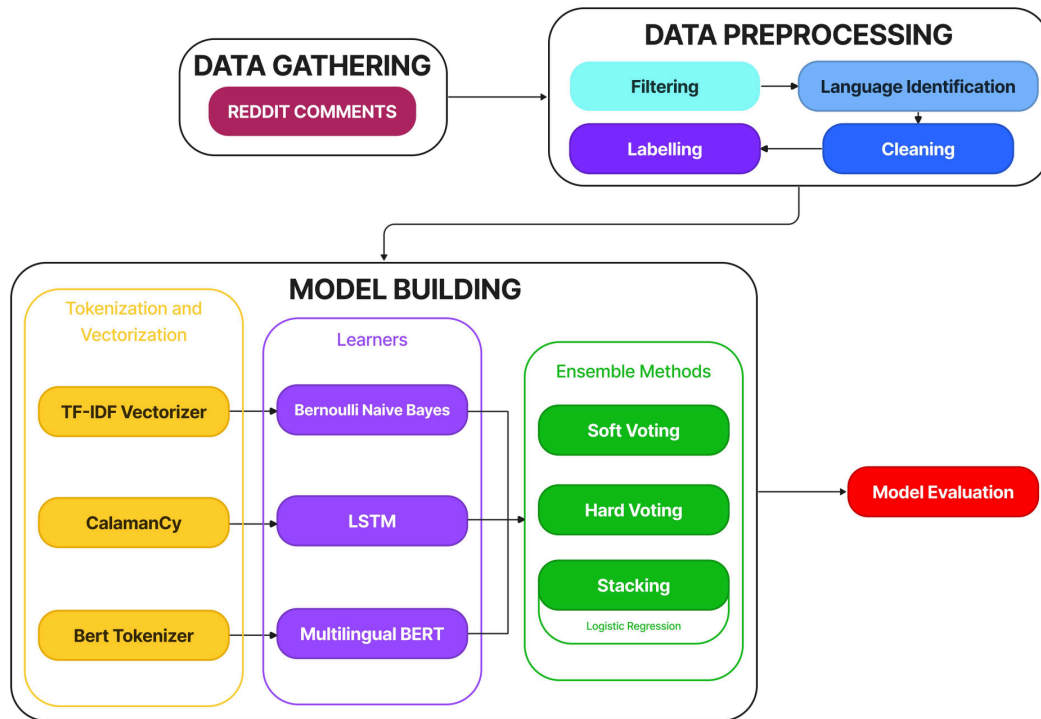 DATA GATHERING
REDDIT COMMENTS
DATA PREPROCESSING
Filtering
Language Identification
Labelling
Cleaning
MODEL BUILDING
Tokenization and
Vectorization
TF-IDF Vectorizer
CalamanCy
Bert Tokenizer
Learners
Bernoulli Naive Bayes
LSTM
Multilingual BERT
Ensemble Methods
Soft Voting
Hard Voting
Stacking
Logistic Regression
Model Evaluation